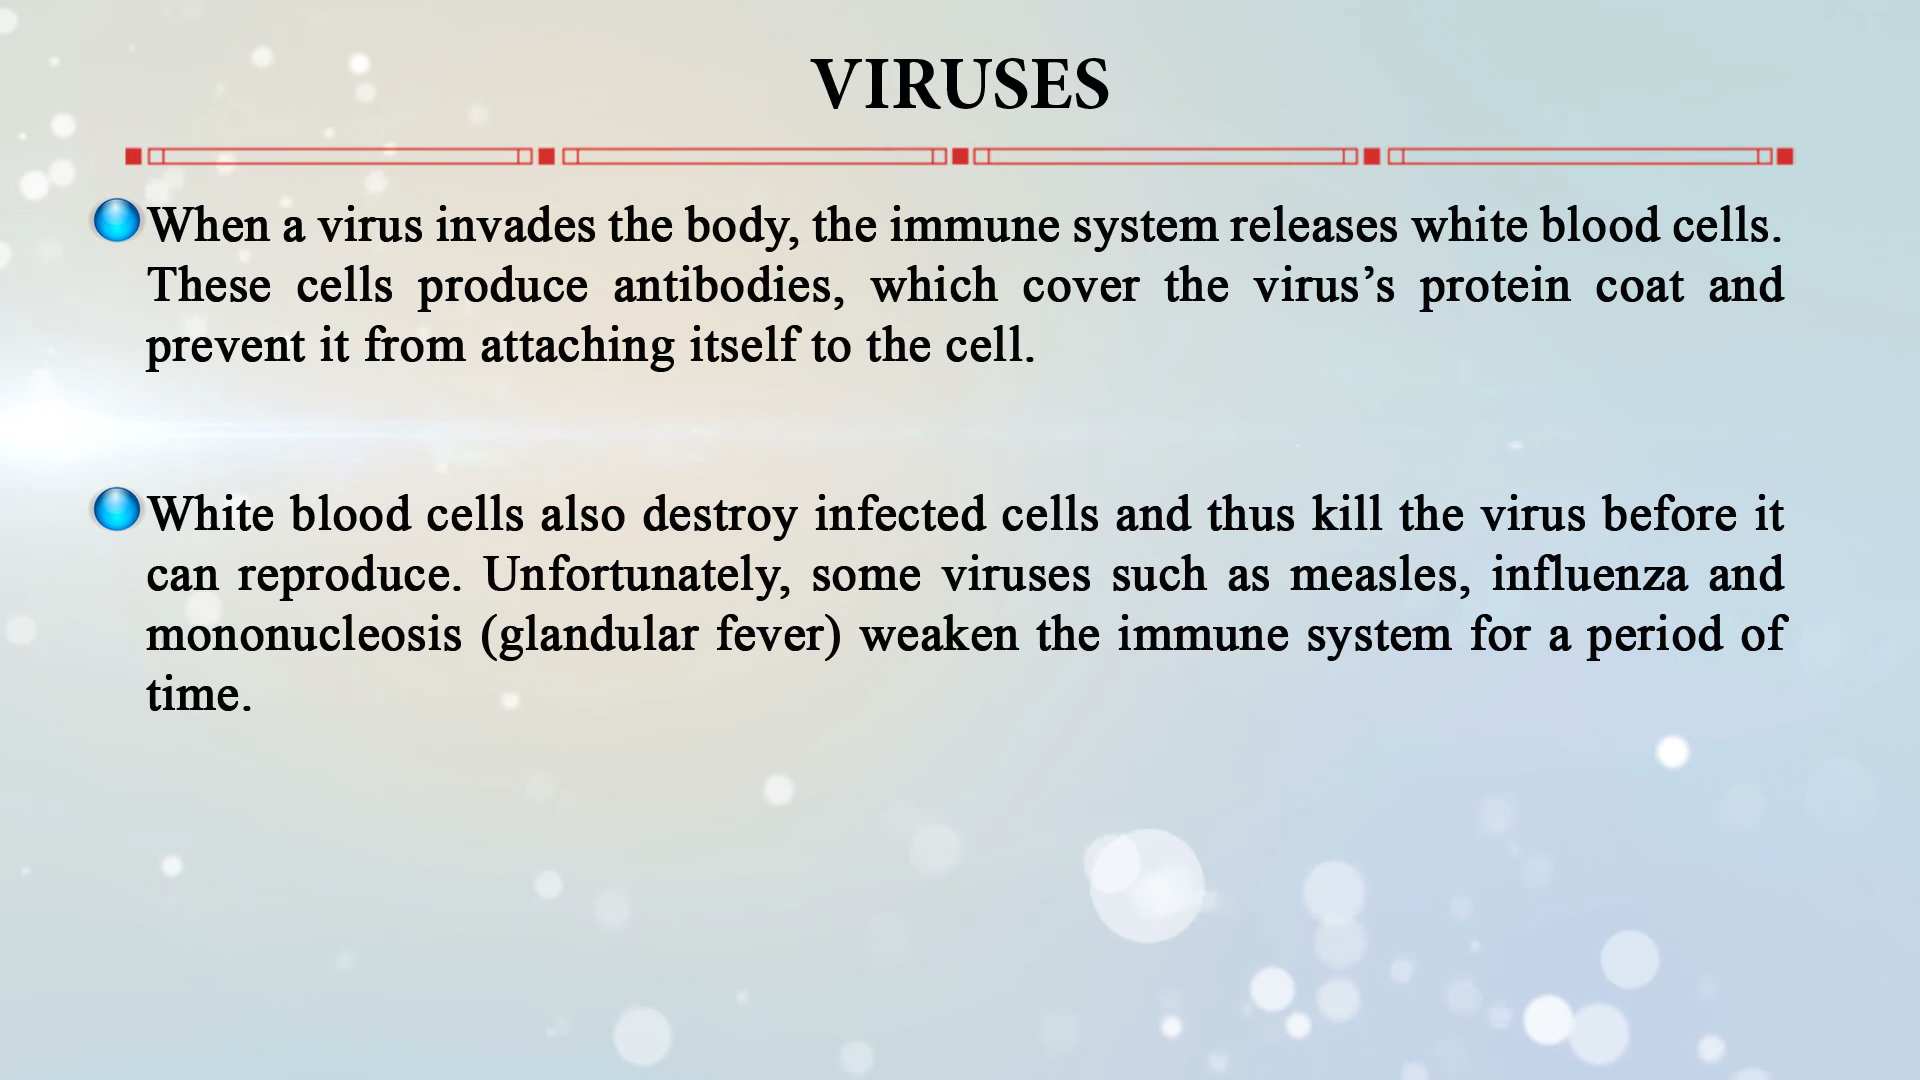 VIRUSES
When a virus invades the body, the immune system releases white blood cells.
These cells produce antibodies, which cover the virus’s protein coat and
prevent it from attaching itself to the cell.
White blood cells also destroy infected cells and thus kill the virus before it
can reproduce. Unfortunately, some viruses such as measles, influenza and
mononucleosis (glandular fever) weaken the immune system for a period of
time.